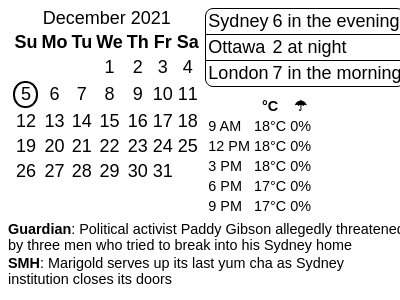 December 2021
Su Mo Tu We Th Fr Sa
1 2 3 4
5 6 7 8 9 10 11
12 13 14 15 16 17 18
19 20 21 22 23 24 25
26 27 28 29 30 31
Sydney 6 in the evening
Ottawa 2 at night
London 7 in the morning
°C ☂
9 AM 18°C 0%
12 PM 18°C 0%
3 PM 18°C 0%
6 PM 17°C 0%
9 PM 17°C 0%
Guardian: Political activist Paddy Gibson allegedly threatened
by three men who tried to break into his Sydney home
SMH: Marigold serves up its last yum cha as Sydney
institution closes its doors